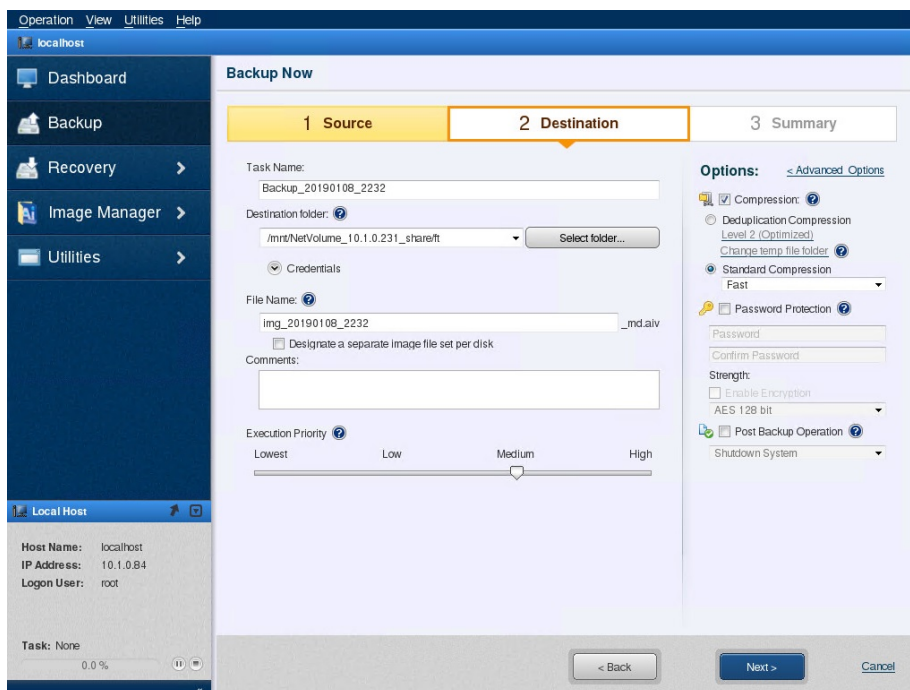 Operation View Utilities Help
localhost
Dashboard
Backup
Recovery
Image Manager
Utilities
Backup Now
1 Source
2 Destination
3 Summary
Task Name:
Backup_20190108_2232
Destination folder:
/mnt/NetVolume_10.1.0.231_share/ft
Select folder...
Credentials
File Name:
img_20190108_2232
_md.aiv
Designate a separate image file set per disk
Comments:
Execution Priority
Lowest Low Medium High
Options: < Advanced Options
Compression:
Deduplication Compression
Level 2 (Optimized)
Change temp file folder
Standard Compression
Fast
Password Protection
Password
Confirm Password
Strength:
Enable Encryption
AES 128 bit
Post Backup Operation
Shutdown System
Local Host
Host Name: localhost
IP Address: 10.1.0.84
Logon User: root
Task: None
0.0 %
< Back
Next >
Cancel